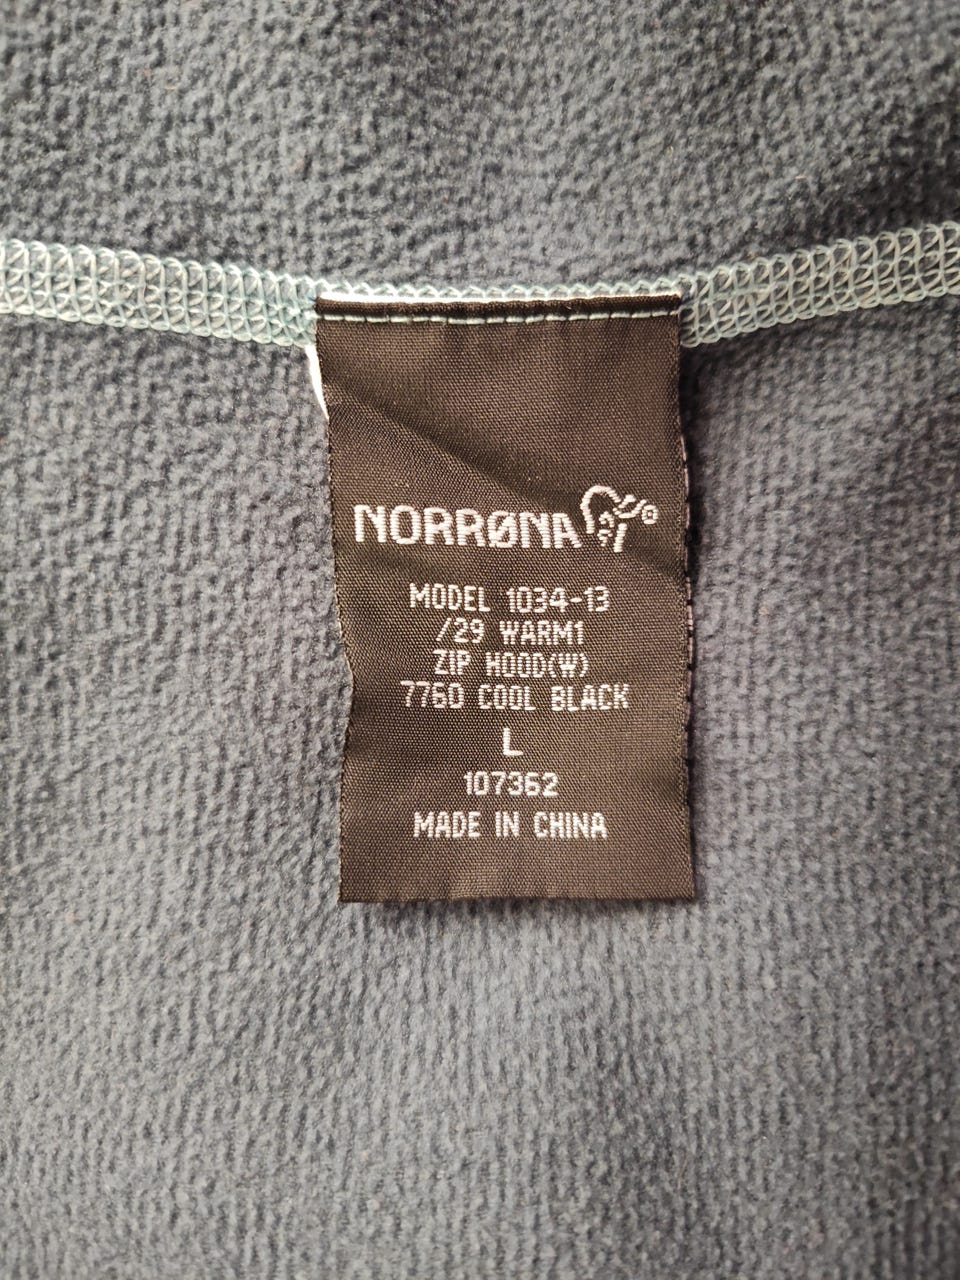 NORRØNA
MODEL 1034-13
/29 WARM1
ZIP HOOD(W)
7760 COOL BLACK
L
107362
MADE IN CHINA